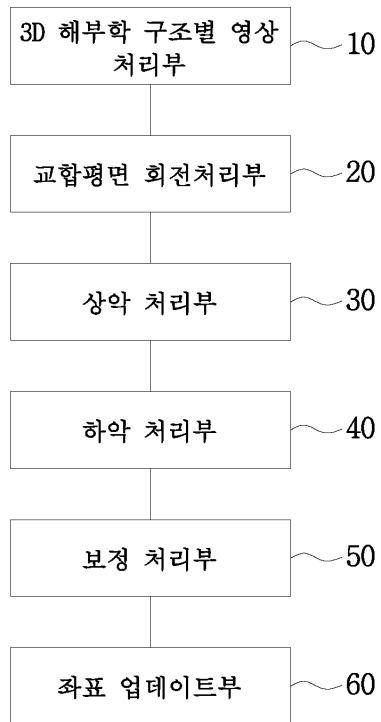 3D 해부학 구조별 영상
처리부
10
교합평면 회전처리부
20
상악 처리부
30
하악 처리부
40
보정 처리부
50
좌표 업데이트부
60